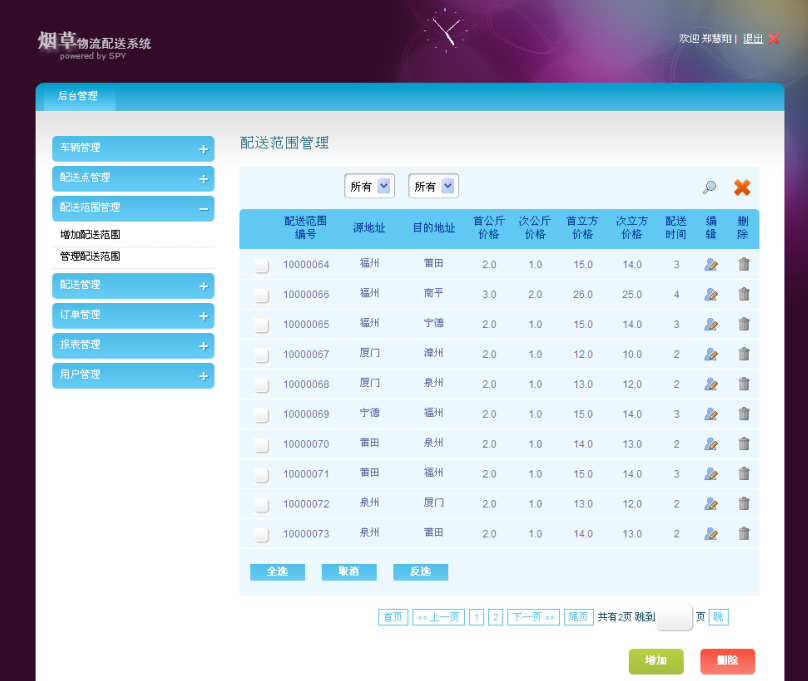 烟草物流配送系统
powered by SPY
欢迎 郑慧翔 | 退出
后台管理
车辆管理
配送点管理
配送范围管理
增加配送范围
管理配送范围
配送管理
订单管理
报表管理
用户管理
配送范围管理
所有 所有
配送范围编号 源地址 目的地址 首公斤价格 次公斤价格 首立方价格 次立方价格 配送时间 编辑 删除
10000064 福州 莆田 2.0 1.0 15.0 14.0 3
10000066 福州 南平 3.0 2.0 26.0 25.0 4
10000065 福州 宁德 2.0 1.0 15.0 14.0 3
10000067 厦门 漳州 2.0 1.0 12.0 10.0 2
10000068 厦门 泉州 2.0 1.0 13.0 12.0 2
10000069 宁德 福州 2.0 1.0 15.0 14.0 3
10000070 莆田 泉州 2.0 1.0 14.0 13.0 2
10000071 莆田 福州 2.0 1.0 15.0 14.0 3
10000072 泉州 厦门 2.0 1.0 13.0 12.0 2
10000073 泉州 莆田 2.0 1.0 14.0 13.0 2
全选 取消 反选
首页 << 上一页 1 2 下一页 >> 尾页 共有2页 跳到 页 跳
增加 删除